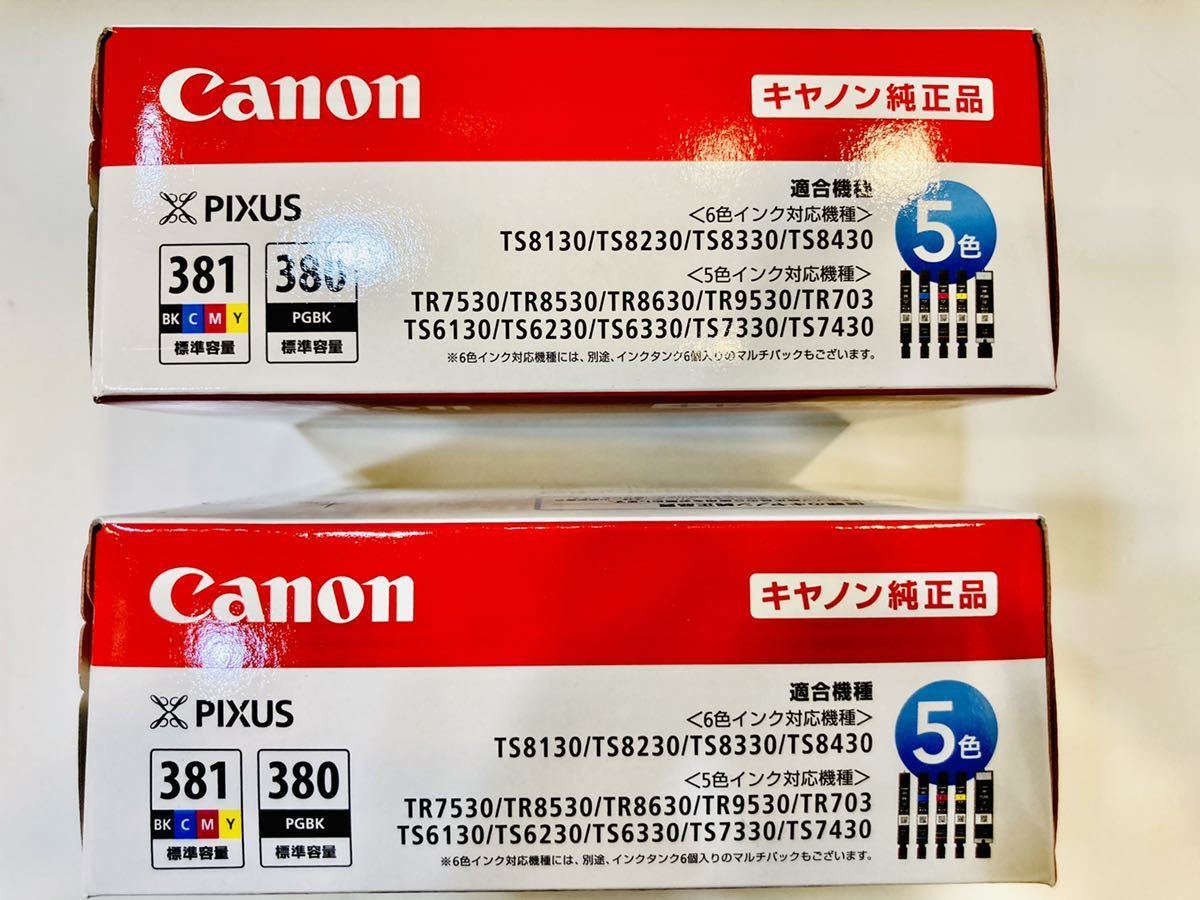 Canon
キヤノン純正品
PIXUS
適合機種
5色
<6色インク対応機種>
TS8130/TS8230/TS8330/TS8430
381
380
<5色インク対応機種>
TR7530/TR8530/TR8630/TR9530/TR703
BK C M Y
PGBK
TS6130/TS6230/TS6330/TS7330/TS7430
標準容量
標準容量
※6色インク対応機種には、別途、インクタンク6個入りのマルチパックもございます。
Canon
キヤノン純正品
PIXUS
適合機種
5色
<6色インク対応機種>
TS8130/TS8230/TS8330/TS8430
381
380
<5色インク対応機種>
TR7530/TR8530/TR8630/TR9530/TR703
BK C M Y
PGBK
TS6130/TS6230/TS6330/TS7330/TS7430
標準容量
標準容量
※6色インク対応機種には、別途、インクタンク6個入りのマルチパックもございます。